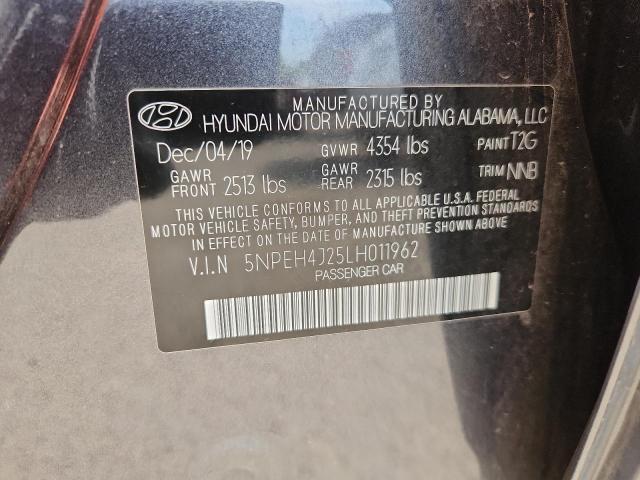 MANUFACTURED BY
HYUNDAI MOTOR MANUFACTURING ALABAMA, LLC
Dec/04/19 GVWR 4354 lbs PAINT T2G
GAWR FRONT 2513 lbs GAWR REAR 2315 lbs TRIM NNB
THIS VEHICLE CONFORMS TO ALL APPLICABLE U.S.A. FEDERAL
MOTOR VEHICLE SAFETY, BUMPER, AND THEFT PREVENTION STANDARDS
IN EFFECT ON THE DATE OF MANUFACTURE SHOWN ABOVE
V.I.N 5NPEH4J25LH011962
PASSENGER CAR